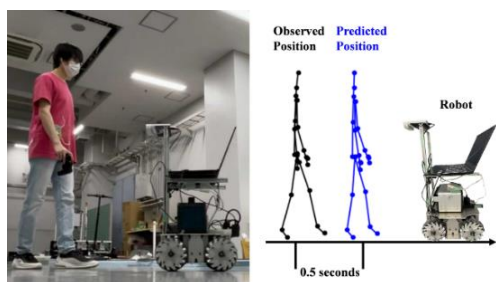 Observed
Position
Predicted
Position
Robot
0.5 seconds